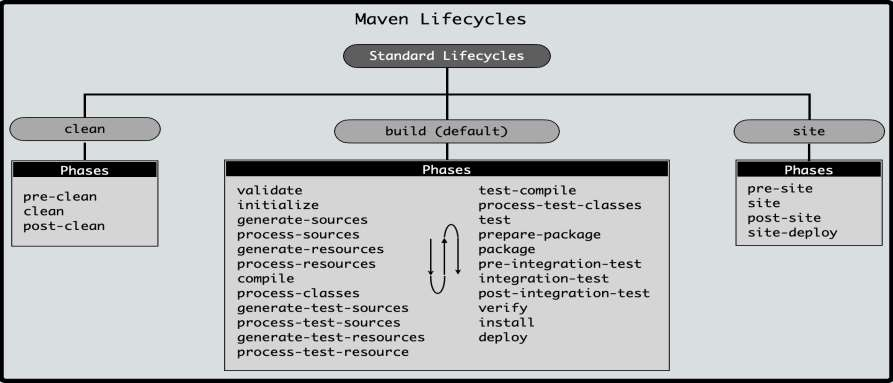 Maven Lifecycles
Standard Lifecycles
clean
Phases
pre-clean
clean
post-clean
build (default)
Phases
validate
initialize
generate-sources
process-sources
generate-resources
process-resources
compile
process-classes
generate-test-sources
process-test-sources
generate-test-resources
process-test-resource
test-compile
process-test-classes
test
prepare-package
package
pre-integration-test
integration-test
post-integration-test
verify
install
deploy
site
Phases
pre-site
site
post-site
site-deploy